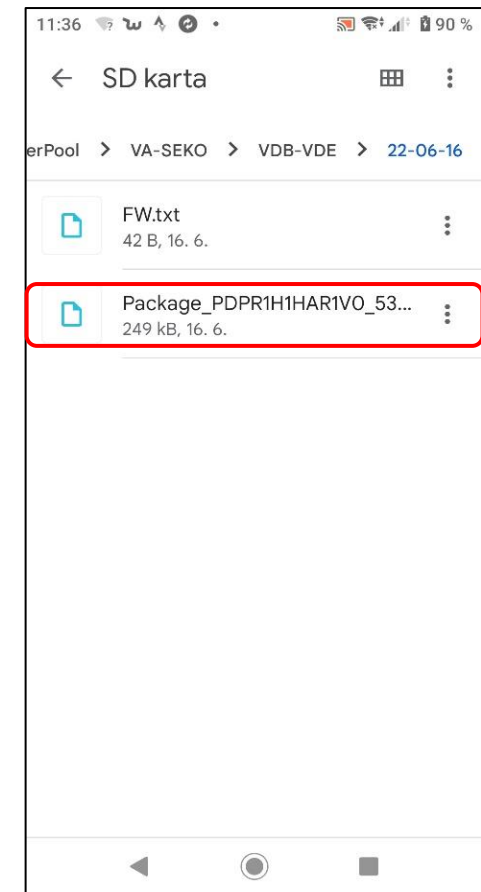 11:36 90 %
SD karta
erPool > VA-SEKO > VDB-VDE > 22-06-16
FW.txt
42 B, 16. 6.
Package_PDPR1H1HAR1VO_53...
249 kB, 16. 6.